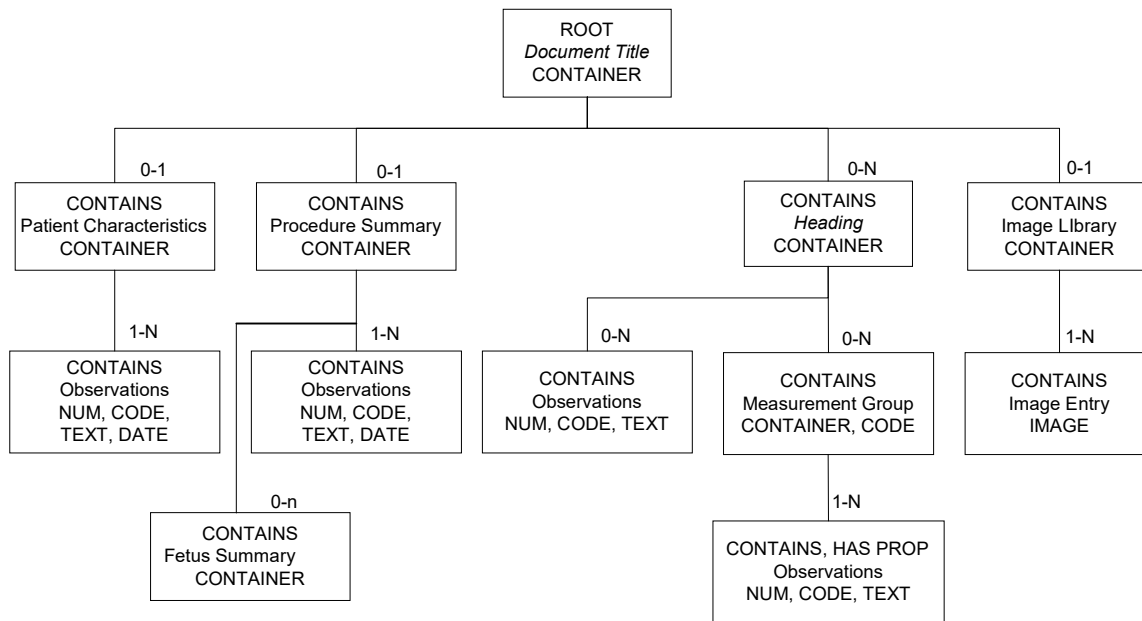 ROOT
Document Title
CONTAINER
0-1
0-1
0-N
0-1
CONTAINS
Patient Characteristics
CONTAINER
CONTAINS
Procedure Summary
CONTAINER
CONTAINS
Heading
CONTAINER
CONTAINS
Image LIbrary
CONTAINER
1-N
1-N
0-N
0-N
1-N
CONTAINS
Observations
NUM, CODE,
TEXT, DATE
CONTAINS
Observations
NUM, CODE,
TEXT, DATE
CONTAINS
Observations
NUM, CODE, TEXT
CONTAINS
Measurement Group
CONTAINER, CODE
CONTAINS
Image Entry
IMAGE
0-n
1-N
CONTAINS
Fetus Summary
CONTAINER
CONTAINS, HAS PROP
Observations
NUM, CODE, TEXT